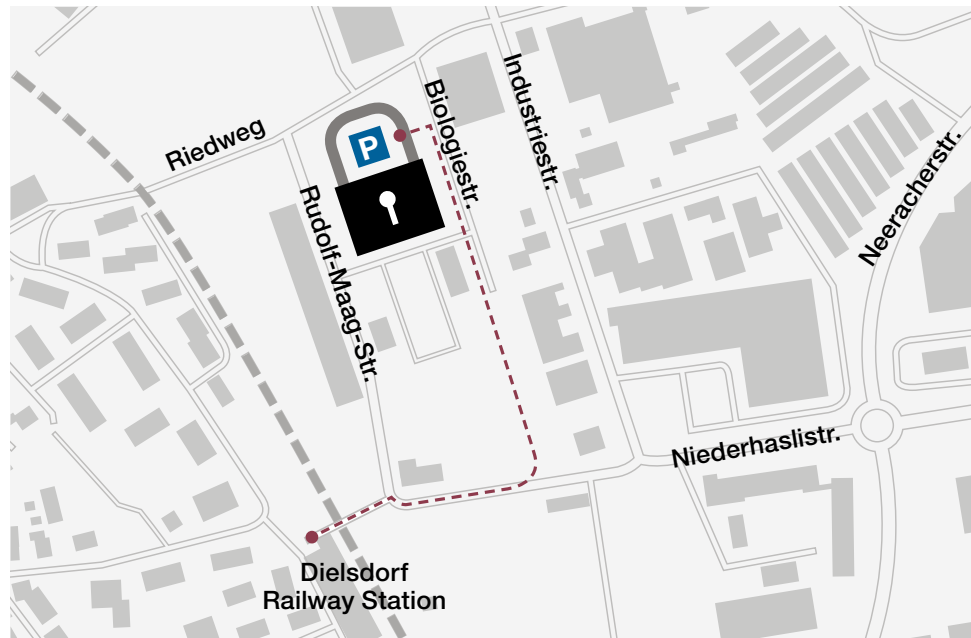 Riedweg
P
Biologiestr.
Industriestr.
Neeracherstr.
Rudolf-Maag-Str.
Niederhaslistr.
Dielsdorf
Railway Station